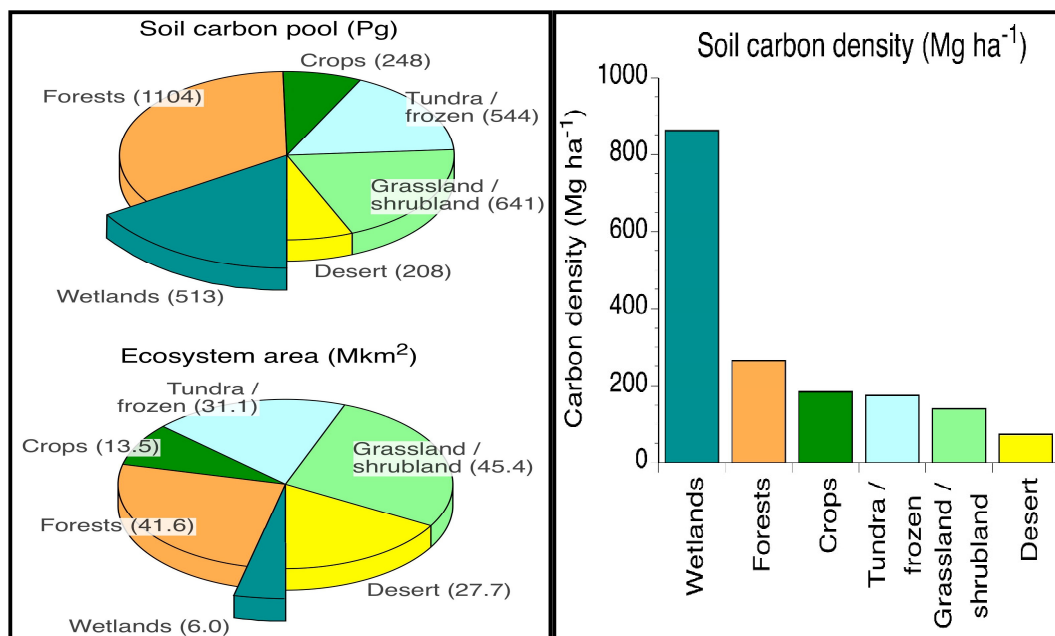 Soil carbon pool (Pg)
Crops (248)
Forests (1104)
Tundra /
frozen (544)
Grassland /
shrubland (641)
Desert (208)
Wetlands (513)
Ecosystem area (Mkm²)
Tundra /
frozen (31.1)
Crops (13.5)
Grassland /
shrubland (45.4)
Forests (41.6)
Desert (27.7)
Wetlands (6.0)
Soil carbon density (Mg ha⁻¹)
Carbon density (Mg ha⁻¹)
1000
800
600
400
200
0
Wetlands
Forests
Crops
Tundra /
frozen
Grassland /
shrubland
Desert